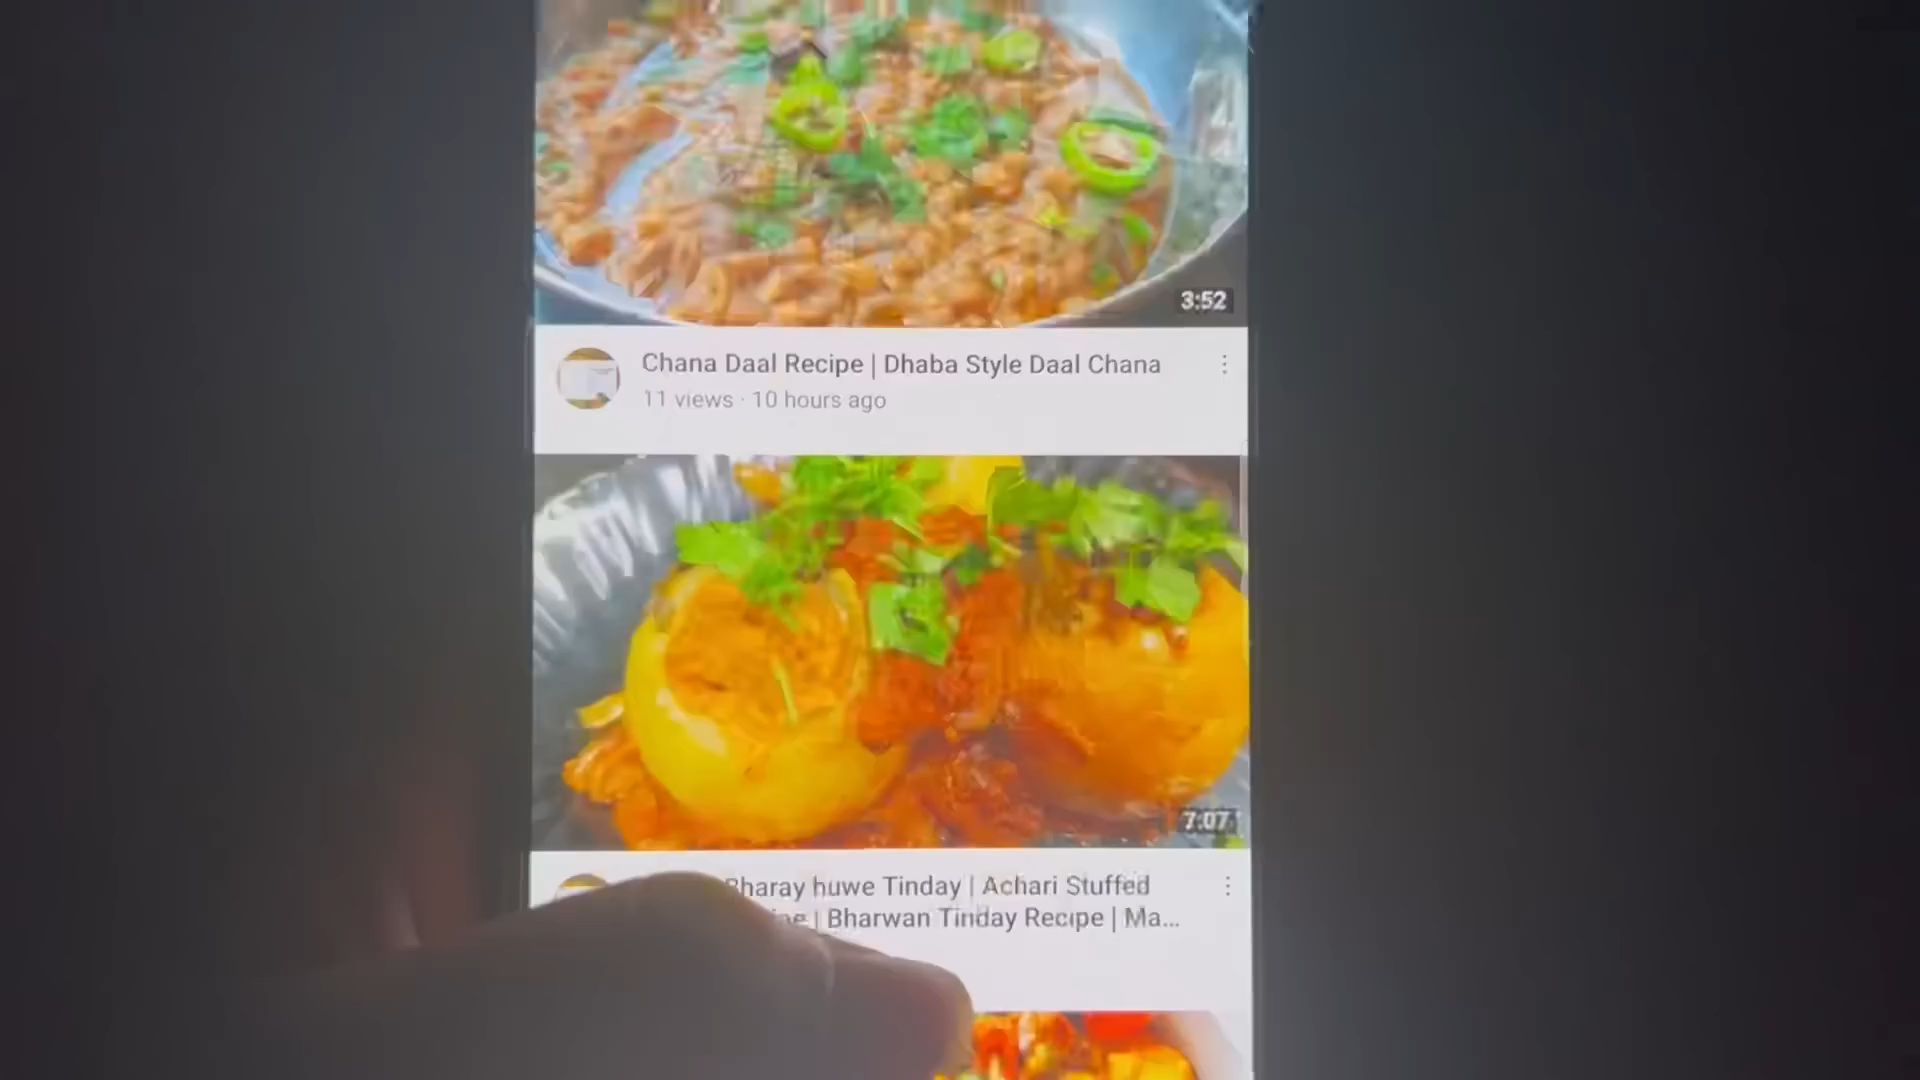 3:52
Chana Daal Recipe | Dhaba Style Daal Chana
11 views · 10 hours ago
7:07
Bharay huwe Tinday | Achari Stuffed
| Bharwan Tinday Recipe | Ma...